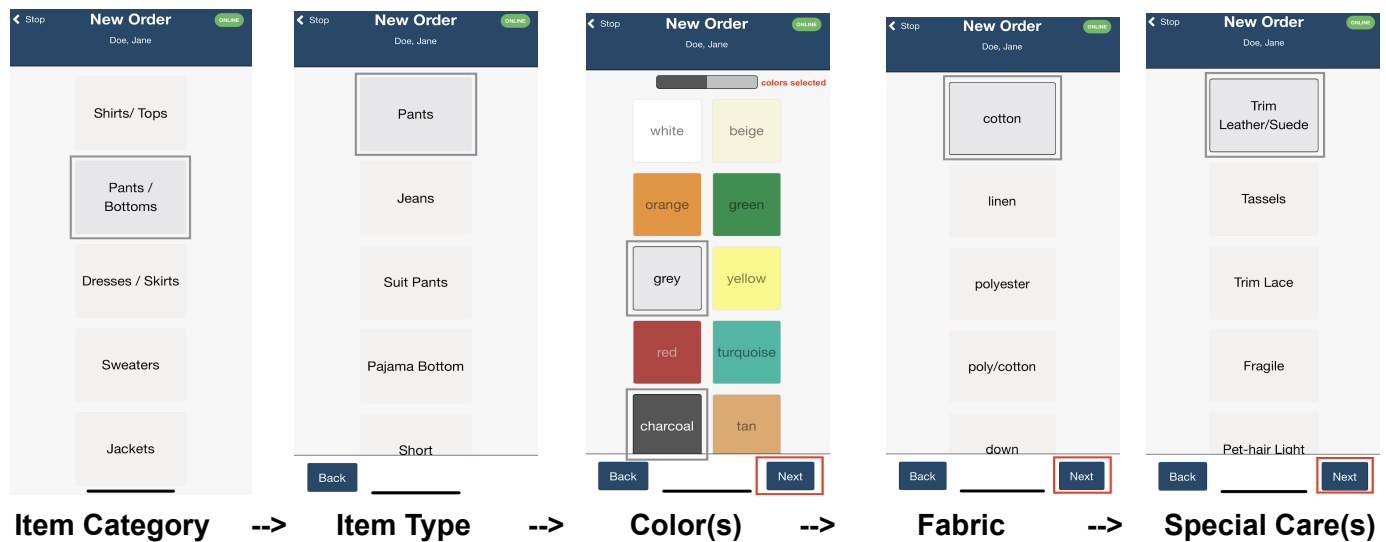 Stop
New Order
ONLINE
Doe, Jane
Shirts/ Tops
Pants /
Bottoms
Dresses / Skirts
Sweaters
Jackets
Item Category
-->
Stop
Item Type
New Order
ONLINE
Doe, Jane
Pants
Jeans
Suit Pants
Pajama Bottom
Short
Back
-->
Stop
New Order
ONLINE
Doe, Jane
colors selected
white
beige
orange
green
grey
yellow
red
turquoise
charcoal
tan
Back
Next
Color(s)
-->
Stop
New Order
ONLINE
Doe, Jane
cotton
linen
polyester
poly/cotton
down
Back
Next
Fabric
-->
Stop
New Order
ONLINE
Doe, Jane
Trim
Leather/Suede
Tassels
Trim Lace
Fragile
Pet-hair Light
Back
Next
Special Care(s)